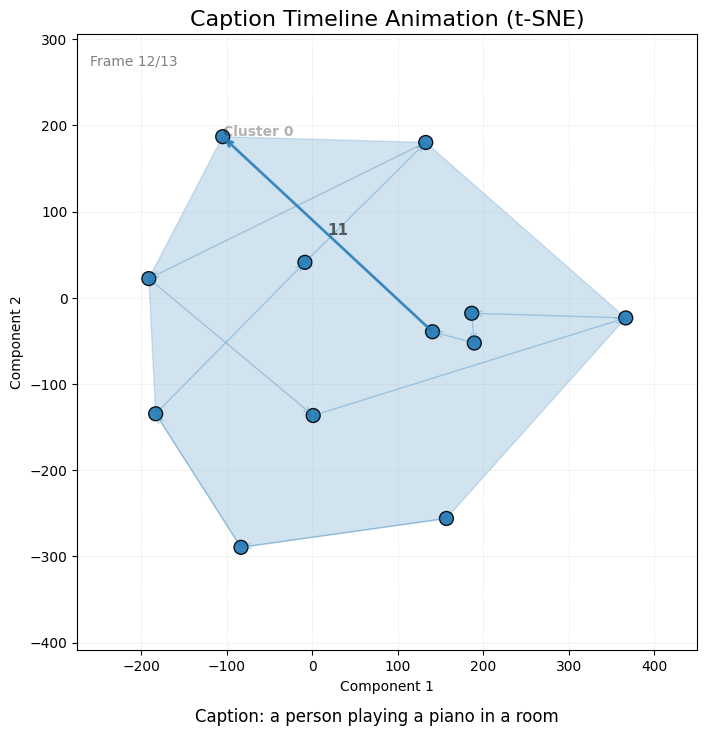 Caption Timeline Animation (t-SNE)
Frame 12/13
Cluster 0
11
300
200
100
0
−100
−200
−300
−400
Component 2
−200
−100
0
100
200
300
400
Component 1
Caption: a person playing a piano in a room